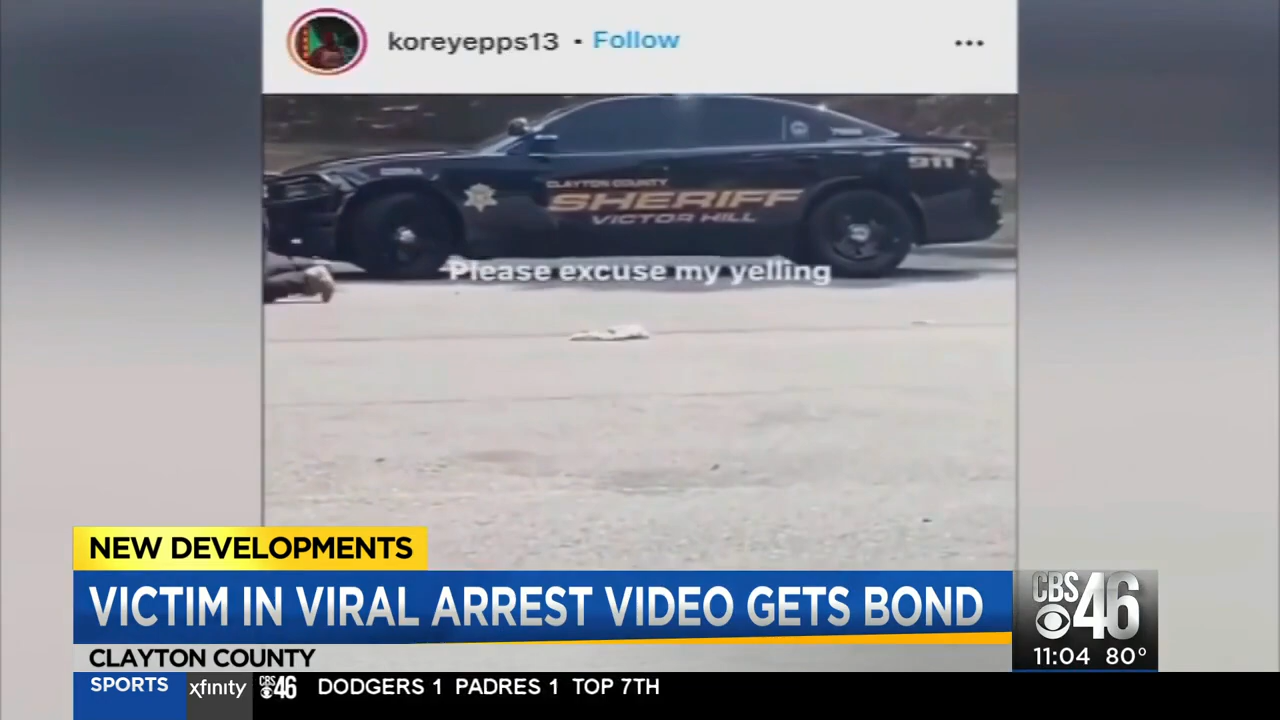 koreyepps13 • Follow
•••
911
CLAYTON COUNTY
SHERIFF
VICTOR HILL
Please excuse my yelling
NEW DEVELOPMENTS
VICTIM IN VIRAL ARREST VIDEO GETS BOND
CBS 46
CLAYTON COUNTY
11:04 80°
SPORTS xfinity CBS 46 DODGERS 1 PADRES 1 TOP 7TH